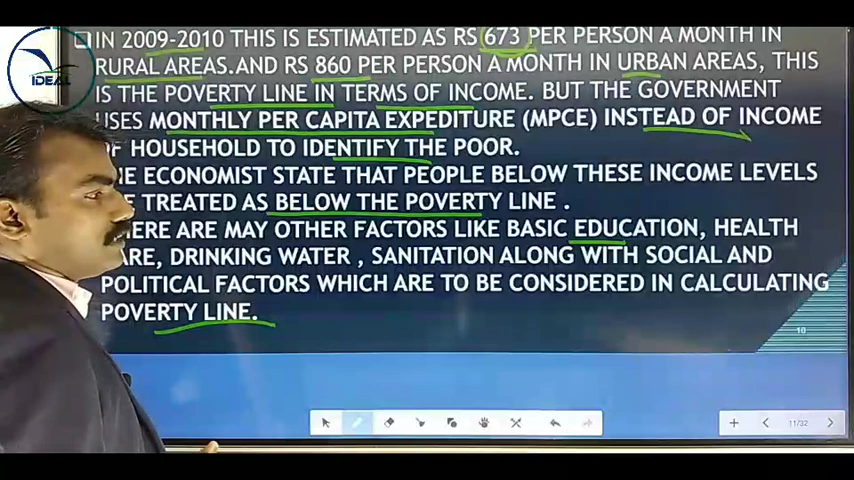 IN 2009-2010 THIS IS ESTIMATED AS RS 673 PER PERSON A MONTH IN
RURAL AREAS.AND RS 860 PER PERSON A MONTH IN URBAN AREAS, THIS
IS THE POVERTY LINE IN TERMS OF INCOME. BUT THE GOVERNMENT
USES MONTHLY PER CAPITA EXPEDITURE (MPCE) INSTEAD OF INCOME
OF HOUSEHOLD TO IDENTIFY THE POOR.
ECONOMIST STATE THAT PEOPLE BELOW THESE INCOME LEVELS
TREATED AS BELOW THE POVERTY LINE .
ARE MAY OTHER FACTORS LIKE BASIC EDUCATION, HEALTH
DRINKING WATER , SANITATION ALONG WITH SOCIAL AND
POLITICAL FACTORS WHICH ARE TO BE CONSIDERED IN CALCULATING
POVERTY LINE.
IDEAL
10
11/32